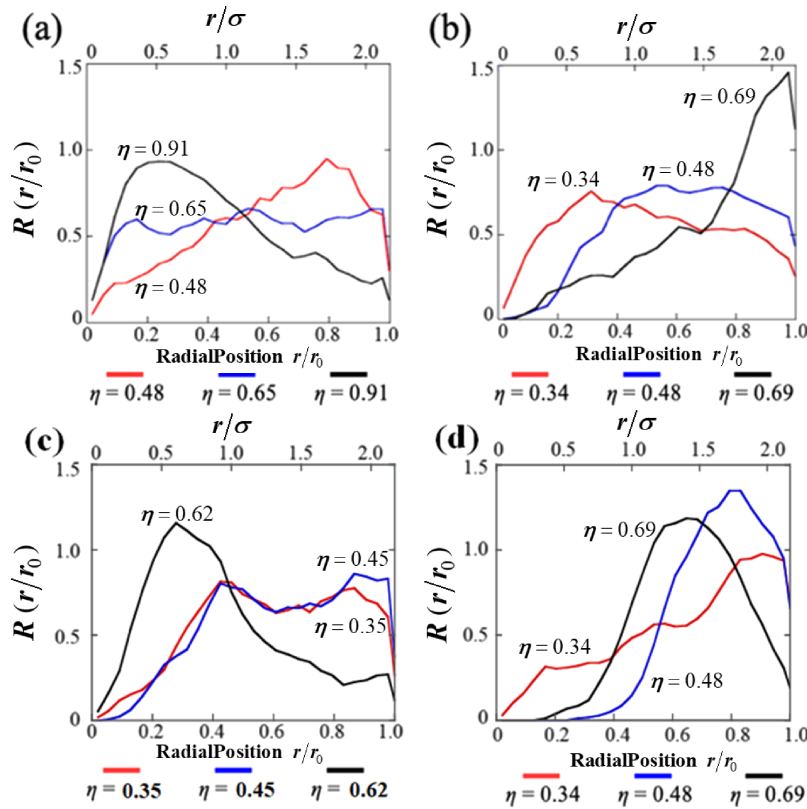 (a)
r/σ
0 0.5 1.0 1.5 2.0
1.5
1.0
0.5
0
R (r/r₀)
η = 0.91
η = 0.65
η = 0.48
0 0.2 0.4 0.6 0.8 1.0
RadialPosition r/r₀
η = 0.48 η = 0.65 η = 0.91
(b)
r/σ
0 0.5 1.0 1.5 2.0
1.5
1.0
0.5
0
R (r/r₀)
η = 0.69
η = 0.48
η = 0.34
0 0.2 0.4 0.6 0.8 1.0
RadialPosition r/r₀
η = 0.34 η = 0.48 η = 0.69
(c)
r/σ
0 0.5 1.0 1.5 2.0
1.5
1.0
0.5
0
R (r/r₀)
η = 0.62
η = 0.45
η = 0.35
0 0.2 0.4 0.6 0.8 1.0
RadialPosition r/r₀
η = 0.35 η = 0.45 η = 0.62
(d)
r/σ
0 0.5 1.0 1.5 2.0
1.5
1.0
0.5
0
R (r/r₀)
η = 0.69
η = 0.34
η = 0.48
0 0.2 0.4 0.6 0.8 1.0
RadialPosition r/r₀
η = 0.34 η = 0.48 η = 0.69